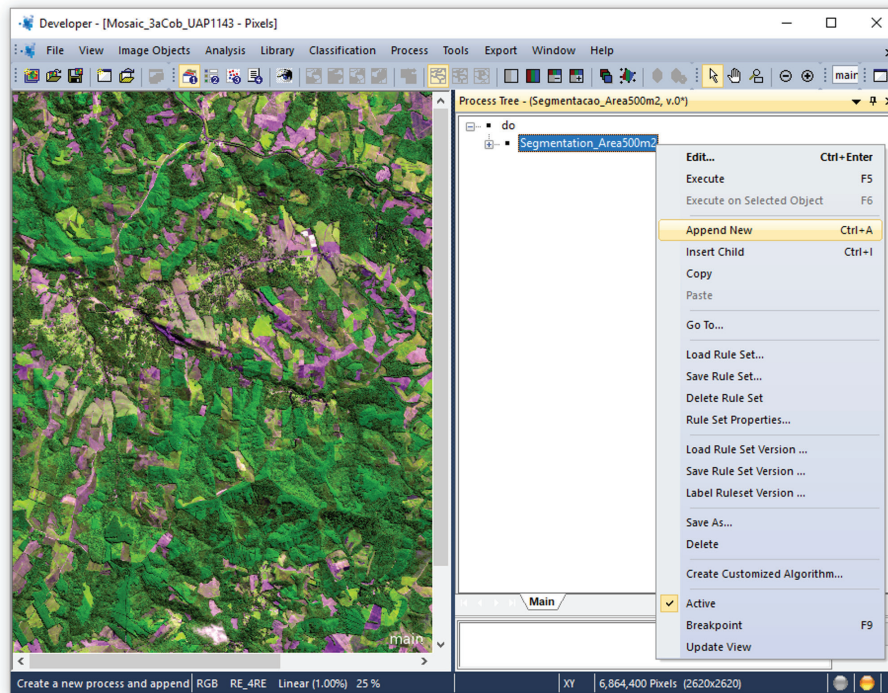 Developer - [Mosaic_3aCob_UAP1143 - Pixels]
File View Image Objects Analysis Library Classification Process Tools Export Window Help
main
Process Tree - (Segmentacao_Area500m2, v.0*)
do
Segmentation_Area500m2
Edit... Ctrl+Enter
Execute F5
Execute on Selected Object F6
Append New Ctrl+A
Insert Child Ctrl+I
Copy
Paste
Go To...
Load Rule Set...
Save Rule Set...
Delete Rule Set
Rule Set Properties...
Load Rule Set Version ...
Save Rule Set Version ...
Label Ruleset Version ...
Save As...
Delete
Create Customized Algorithm...
Active
Breakpoint F9
Update View
Main
main
Create a new process and append RGB RE_4RE Linear (1.00%) 25 % XY 6,864,400 Pixels (2620x2620)